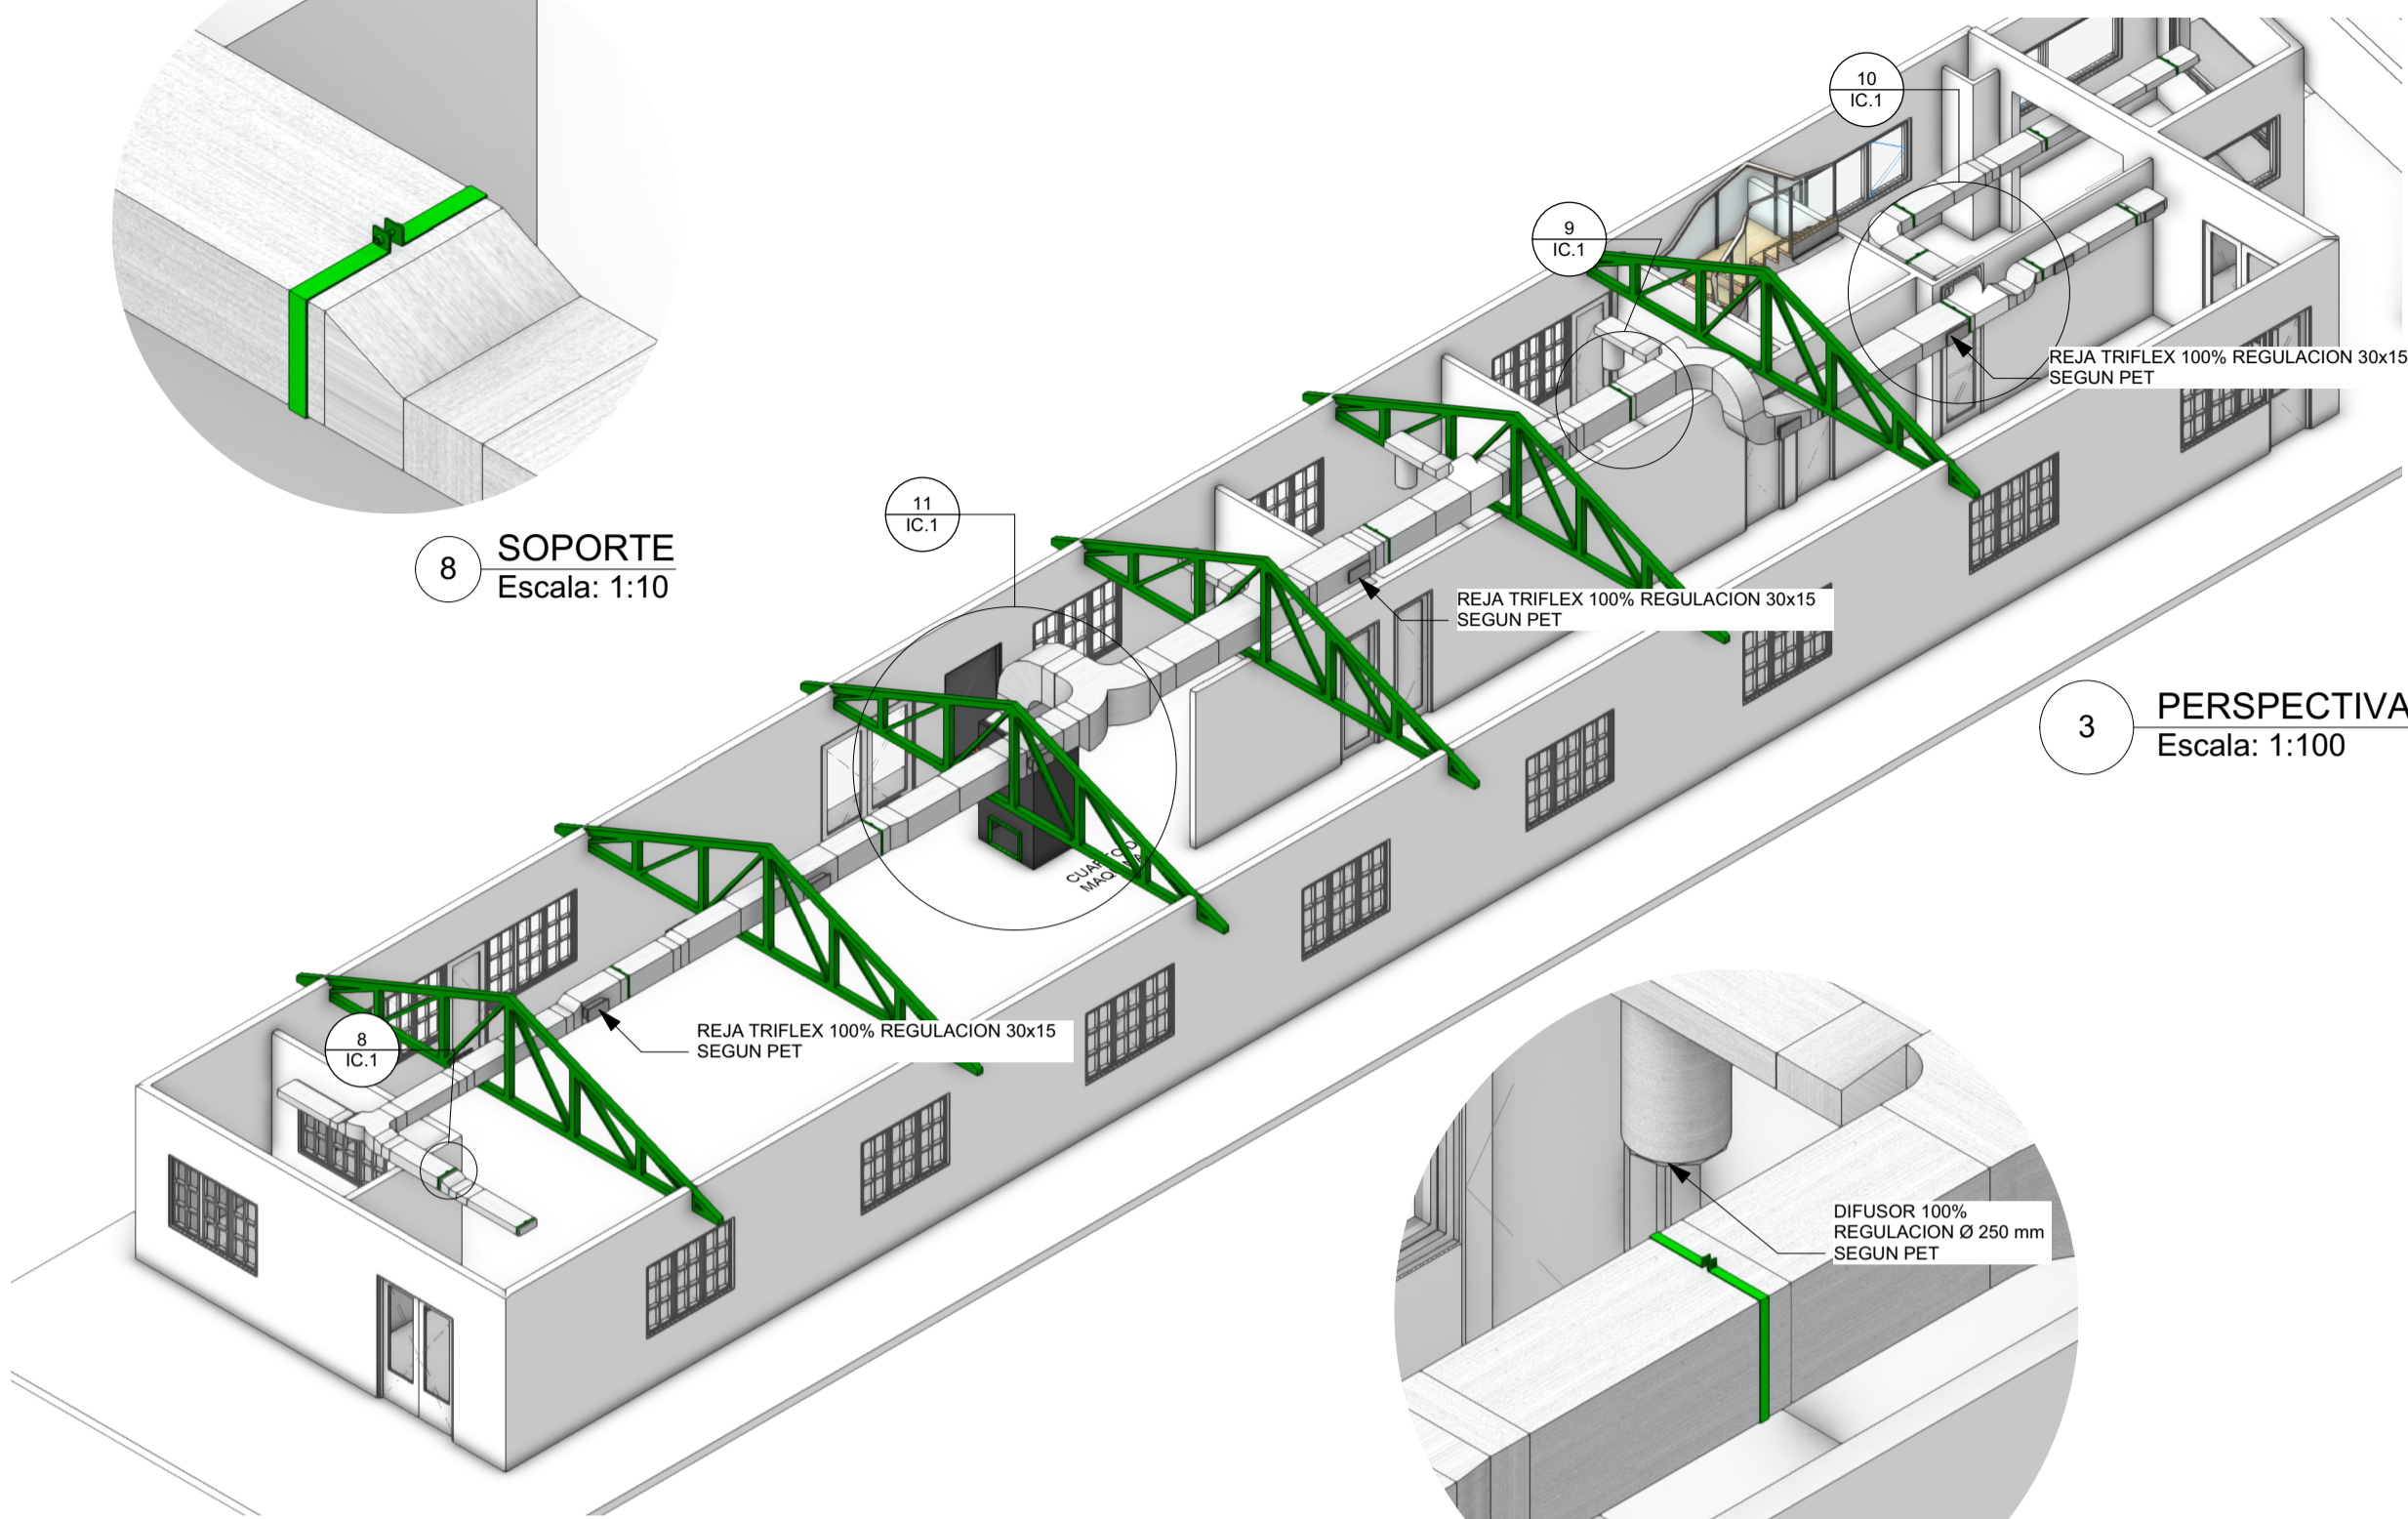 10
IC.1
9
IC.1
REJA TRIFLEX 100% REGULACION 30x15
SEGUN PET
11
IC.1
8
SOPORTE
Escala: 1:10
REJA TRIFLEX 100% REGULACION 30x15
SEGUN PET
3
PERSPECTIVA
Escala: 1:100
8
IC.1
REJA TRIFLEX 100% REGULACION 30x15
SEGUN PET
DIFUSOR 100%
REGULACION Ø 250 mm
SEGUN PET